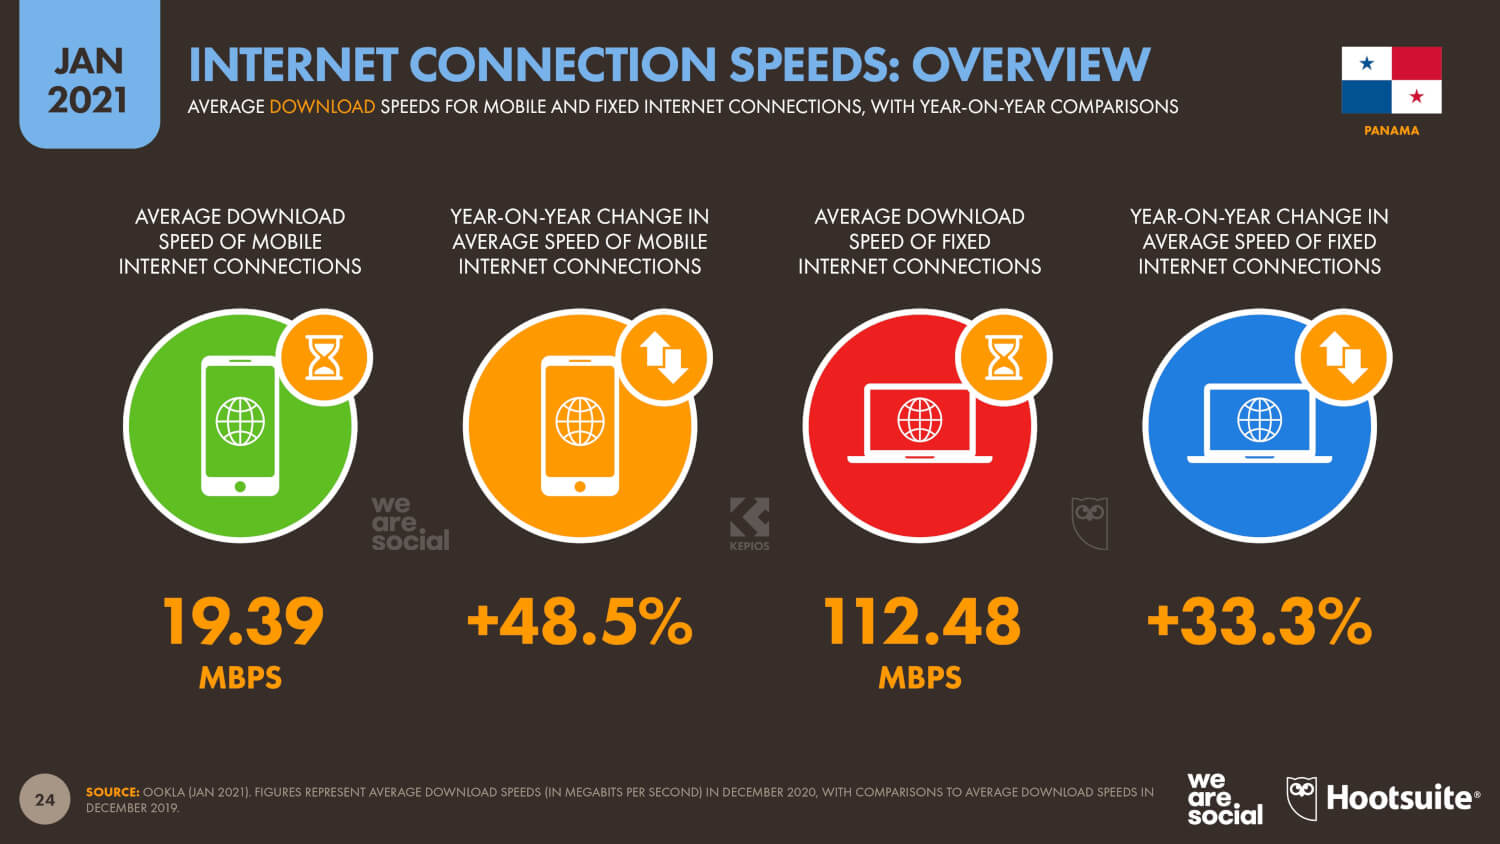 JAN
2021
INTERNET CONNECTION SPEEDS: OVERVIEW
AVERAGE DOWNLOAD SPEEDS FOR MOBILE AND FIXED INTERNET CONNECTIONS, WITH YEAR-ON-YEAR COMPARISONS
PANAMA
AVERAGE DOWNLOAD
SPEED OF MOBILE
INTERNET CONNECTIONS
YEAR-ON-YEAR CHANGE IN
AVERAGE SPEED OF MOBILE
INTERNET CONNECTIONS
AVERAGE DOWNLOAD
SPEED OF FIXED
INTERNET CONNECTIONS
YEAR-ON-YEAR CHANGE IN
AVERAGE SPEED OF FIXED
INTERNET CONNECTIONS
we
are.
social
KEPIOS
19.39
MBPS
+48.5%
112.48
MBPS
+33.3%
24
SOURCE: OOKLA (JAN 2021). FIGURES REPRESENT AVERAGE DOWNLOAD SPEEDS (IN MEGABITS PER SECOND) IN DECEMBER 2020, WITH COMPARISONS TO AVERAGE DOWNLOAD SPEEDS IN
DECEMBER 2019.
we
are.
social
Hootsuite®